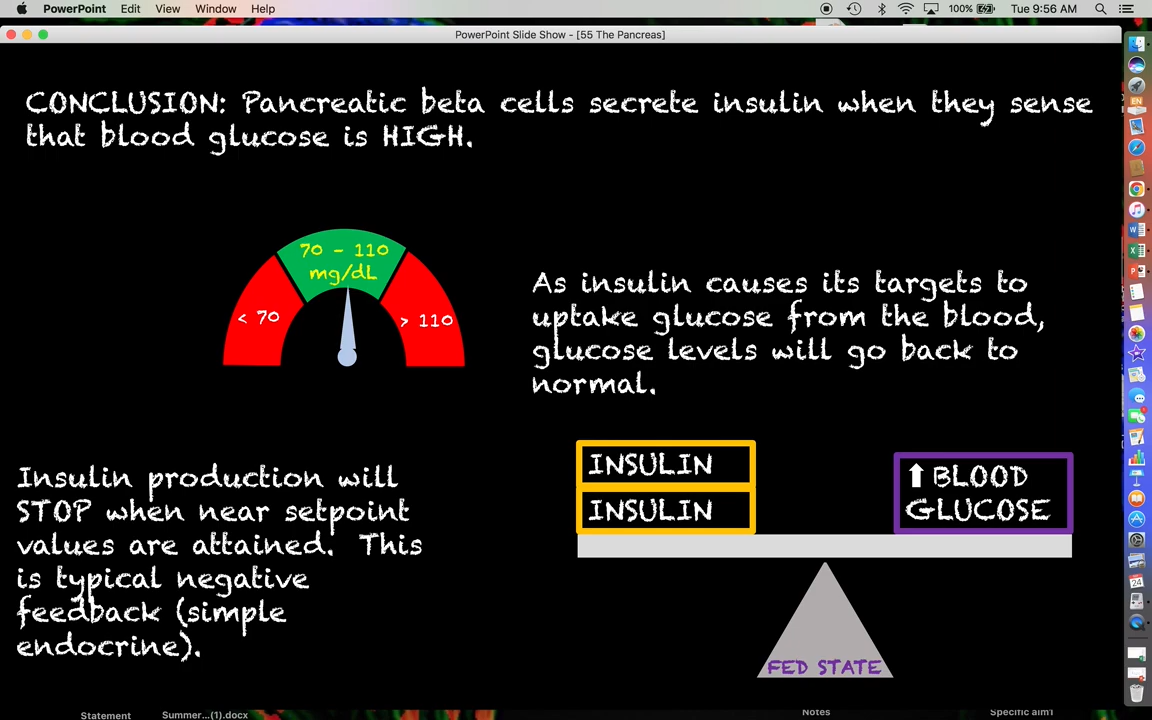 PowerPoint Edit View Window Help 100% Tue 9:56 AM
PowerPoint Slide Show - [55 The Pancreas]
CONCLUSION: Pancreatic beta cells secrete insulin when they sense
that blood glucose is HIGH.
70 - 110
mg/dL
< 70
> 110
As insulin causes its targets to
uptake glucose from the blood,
glucose levels will go back to
normal.
Insulin production will
STOP when near setpoint
values are attained. This
is typical negative
feedback (simple
endocrine).
INSULIN
INSULIN
⬆ BLOOD
GLUCOSE
FED STATE
Statement Summer...(1).docx Notes Specific aim1